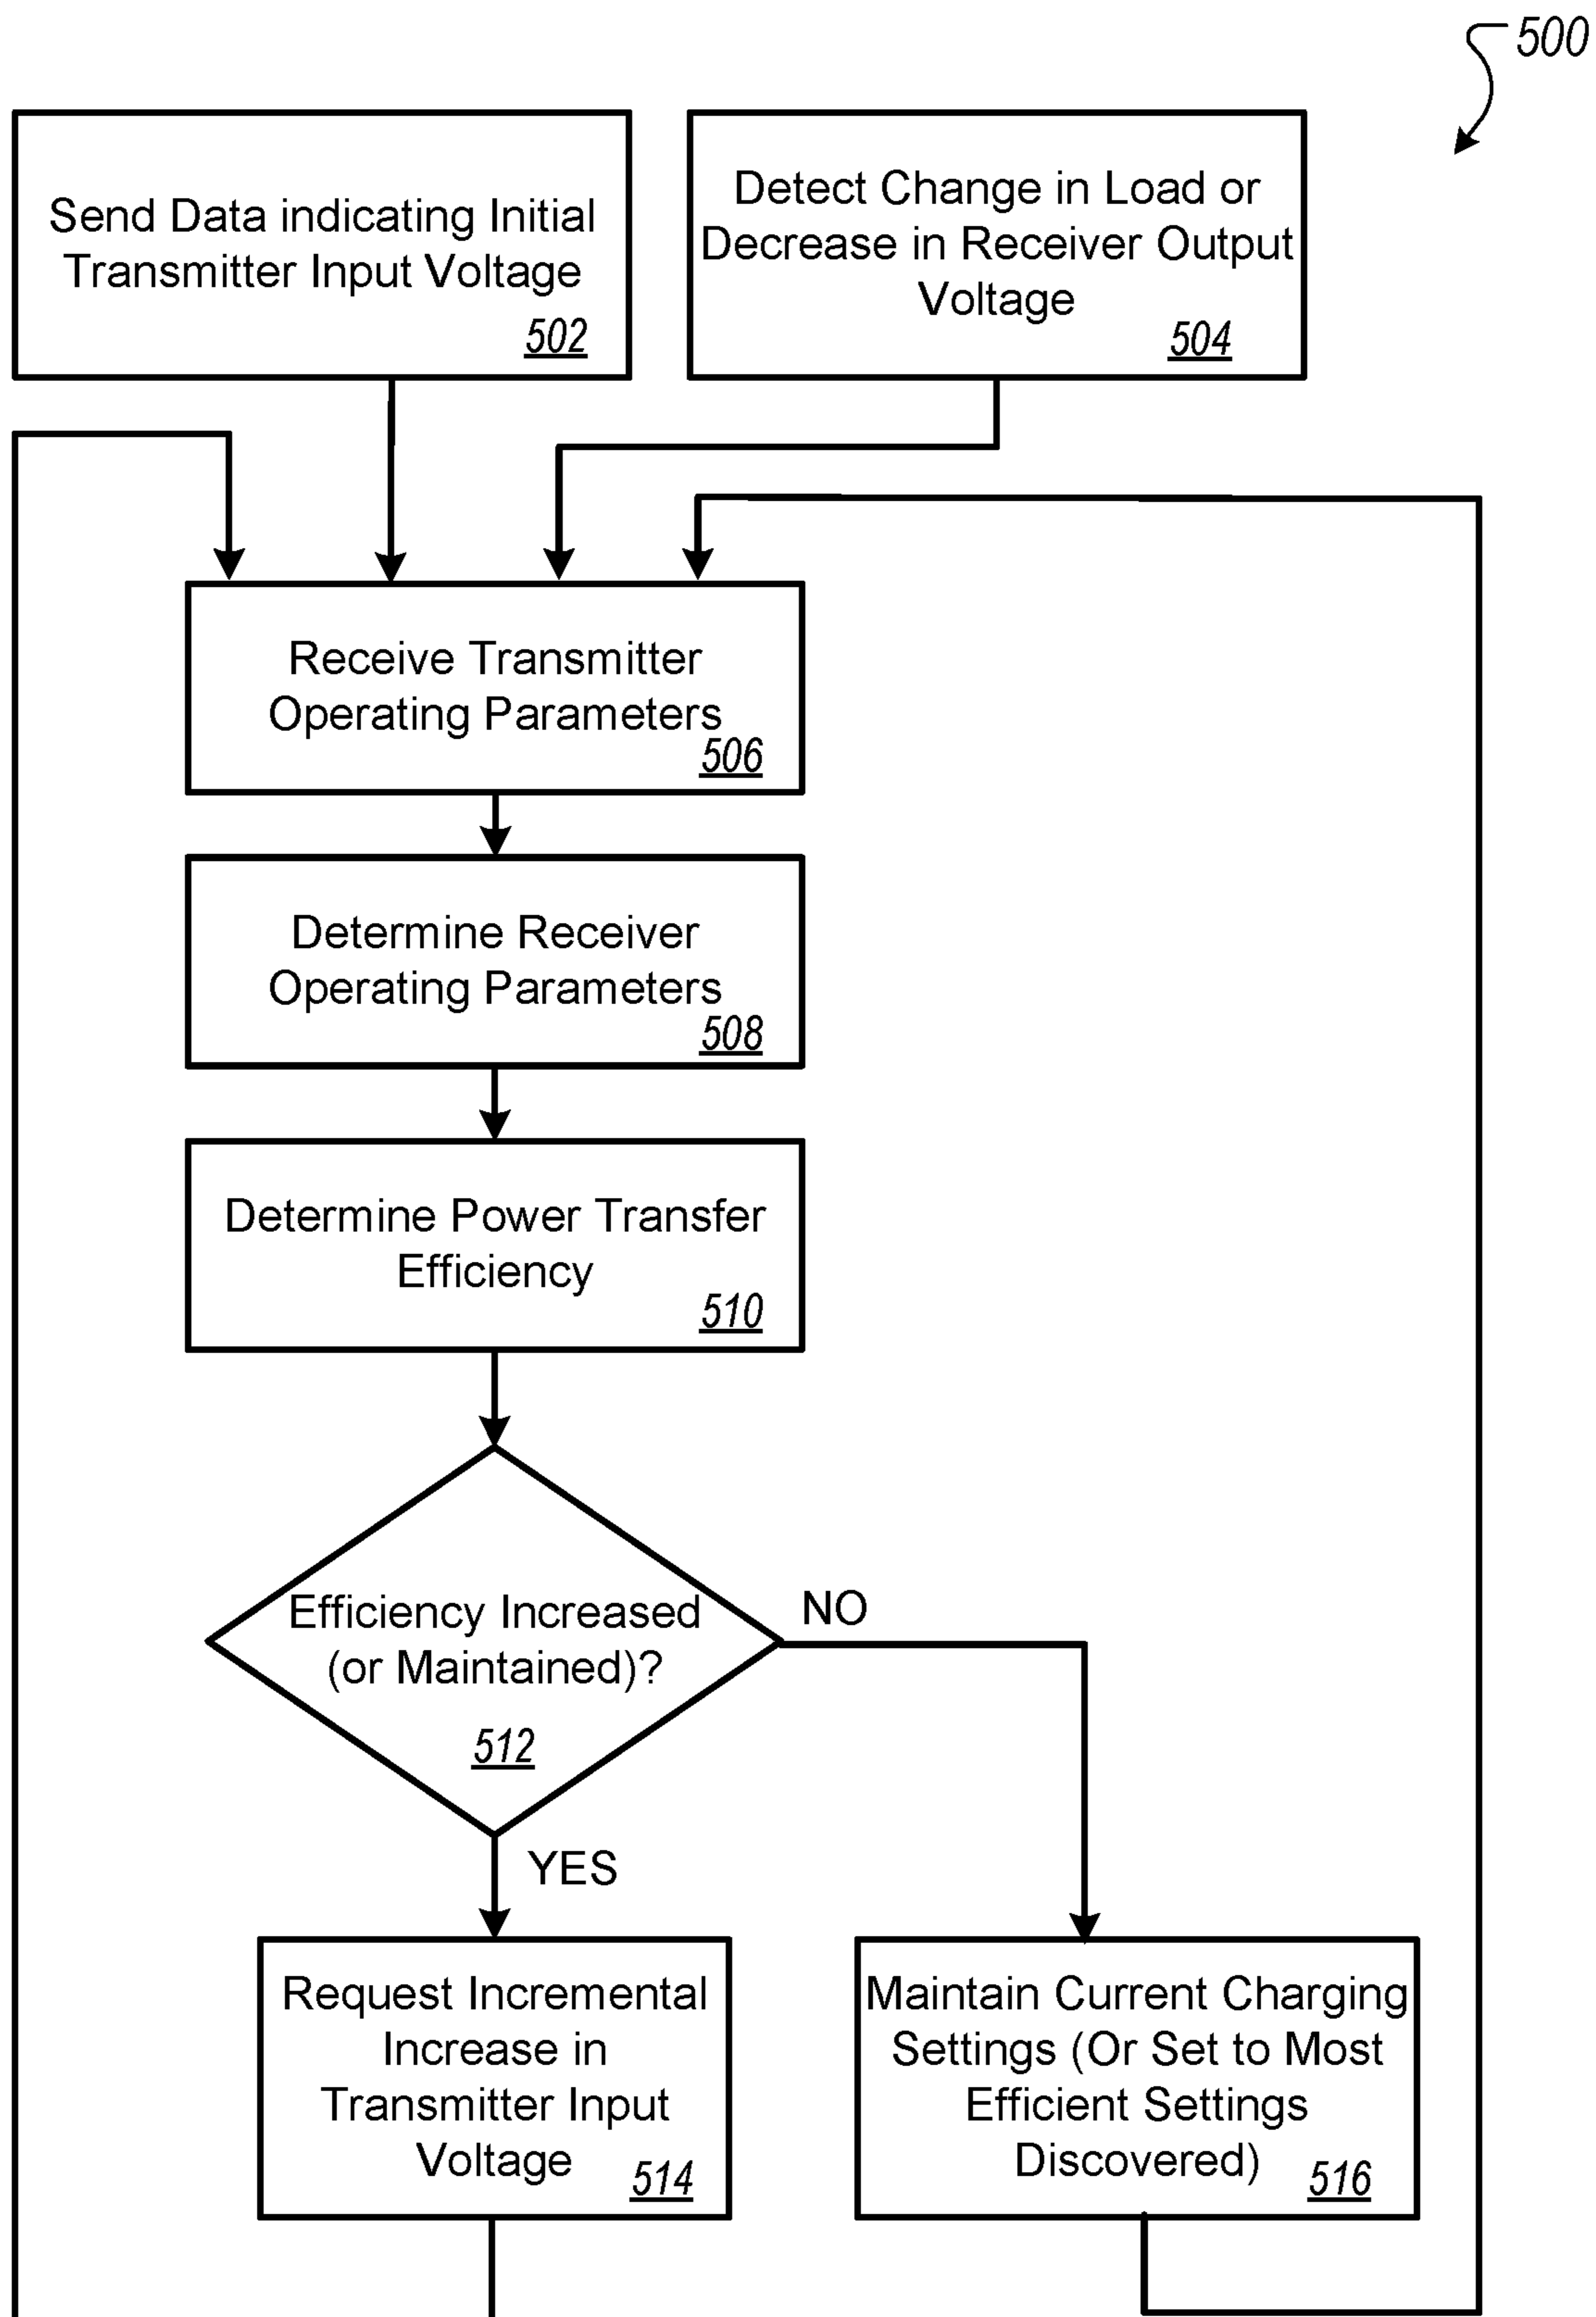 500
Send Data indicating Initial
Transmitter Input Voltage
502
Detect Change in Load or
Decrease in Receiver Output
Voltage
504
Receive Transmitter
Operating Parameters
506
Determine Receiver
Operating Parameters
508
Determine Power Transfer
Efficiency
510
Efficiency Increased
(or Maintained)?
512
NO
YES
Request Incremental
Increase in
Transmitter Input
Voltage
514
Maintain Current Charging
Settings (Or Set to Most
Efficient Settings
Discovered)
516